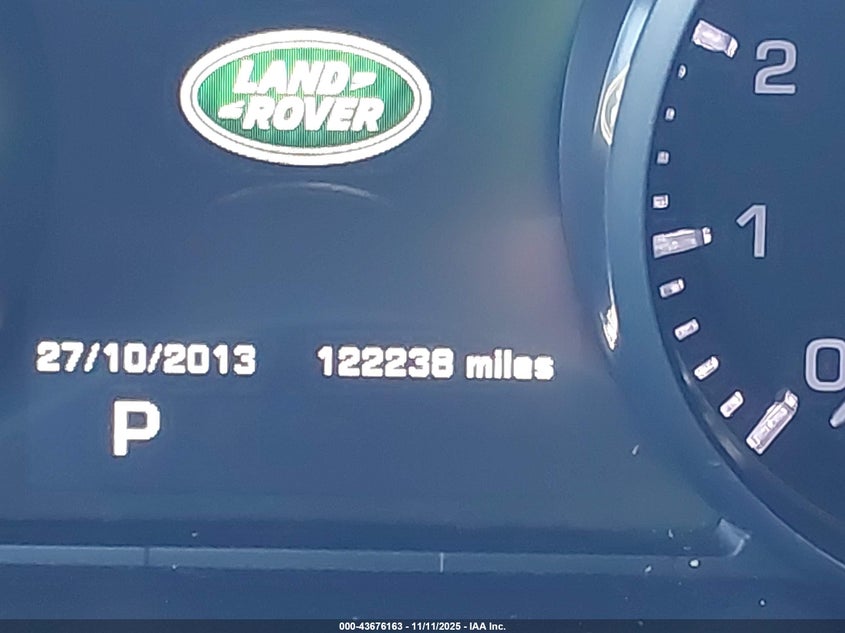 LAND
ROVER
2
1
0
27/10/2013 122238 miles
P
000-43676163 - 11/11/2025 - IAA Inc.